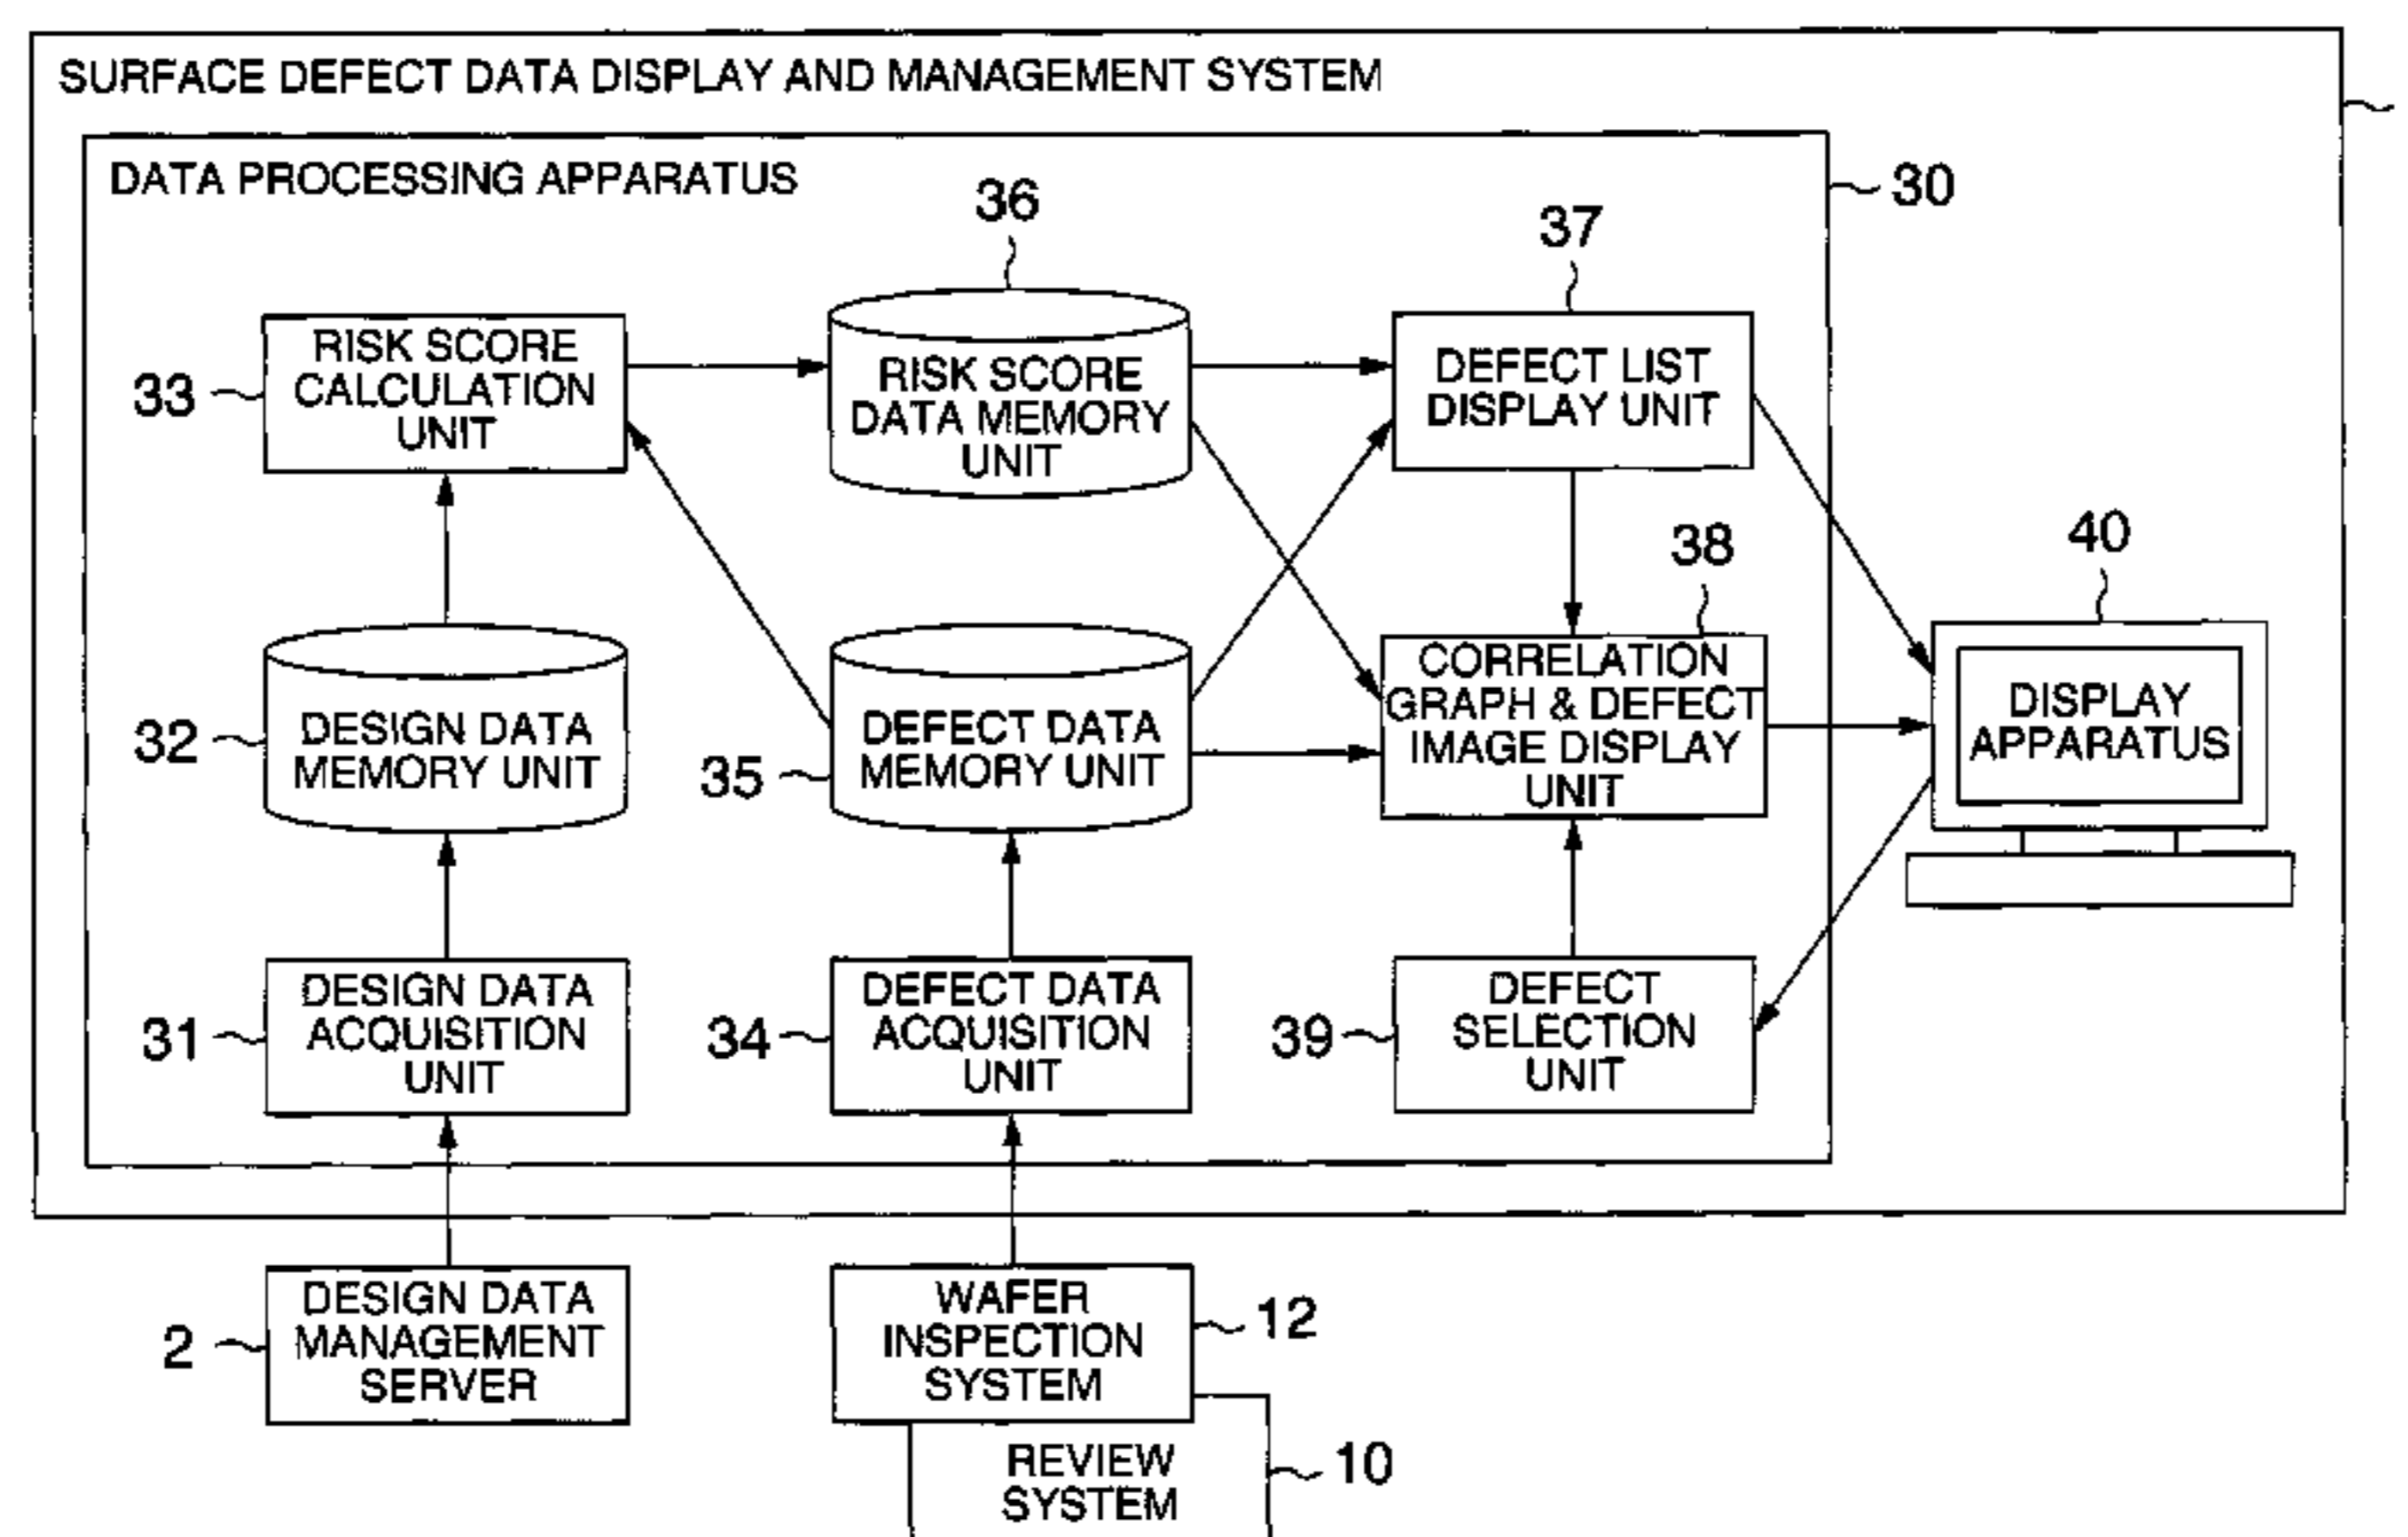 SURFACE DEFECT DATA DISPLAY AND MANAGEMENT SYSTEM
DATA PROCESSING APPARATUS
30
36
37
33
RISK SCORE
CALCULATION
UNIT
RISK SCORE
DATA MEMORY
UNIT
DEFECT LIST
DISPLAY UNIT
38
40
32
DESIGN DATA
MEMORY UNIT
35
DEFECT DATA
MEMORY UNIT
CORRELATION
GRAPH & DEFECT
IMAGE DISPLAY
UNIT
DISPLAY
APPARATUS
31
DESIGN DATA
ACQUISITION
UNIT
34
DEFECT DATA
ACQUISITION
UNIT
39
DEFECT
SELECTION
UNIT
2
DESIGN DATA
MANAGEMENT
SERVER
WAFER
INSPECTION
SYSTEM
12
REVIEW
SYSTEM
10